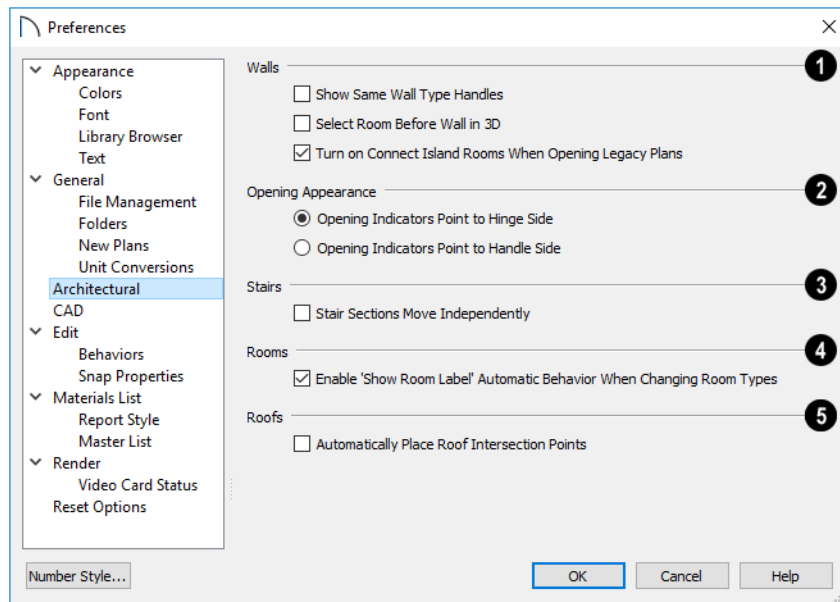 Preferences
Appearance
Colors
Font
Library Browser
Text
General
File Management
Folders
New Plans
Unit Conversions
Architectural
CAD
Edit
Behaviors
Snap Properties
Materials List
Report Style
Master List
Render
Video Card Status
Reset Options
Walls 1
Show Same Wall Type Handles
Select Room Before Wall in 3D
Turn on Connect Island Rooms When Opening Legacy Plans
Opening Appearance 2
Opening Indicators Point to Hinge Side
Opening Indicators Point to Handle Side
Stairs 3
Stair Sections Move Independently
Rooms 4
Enable 'Show Room Label' Automatic Behavior When Changing Room Types
Roofs 5
Automatically Place Roof Intersection Points
Number Style... OK Cancel Help